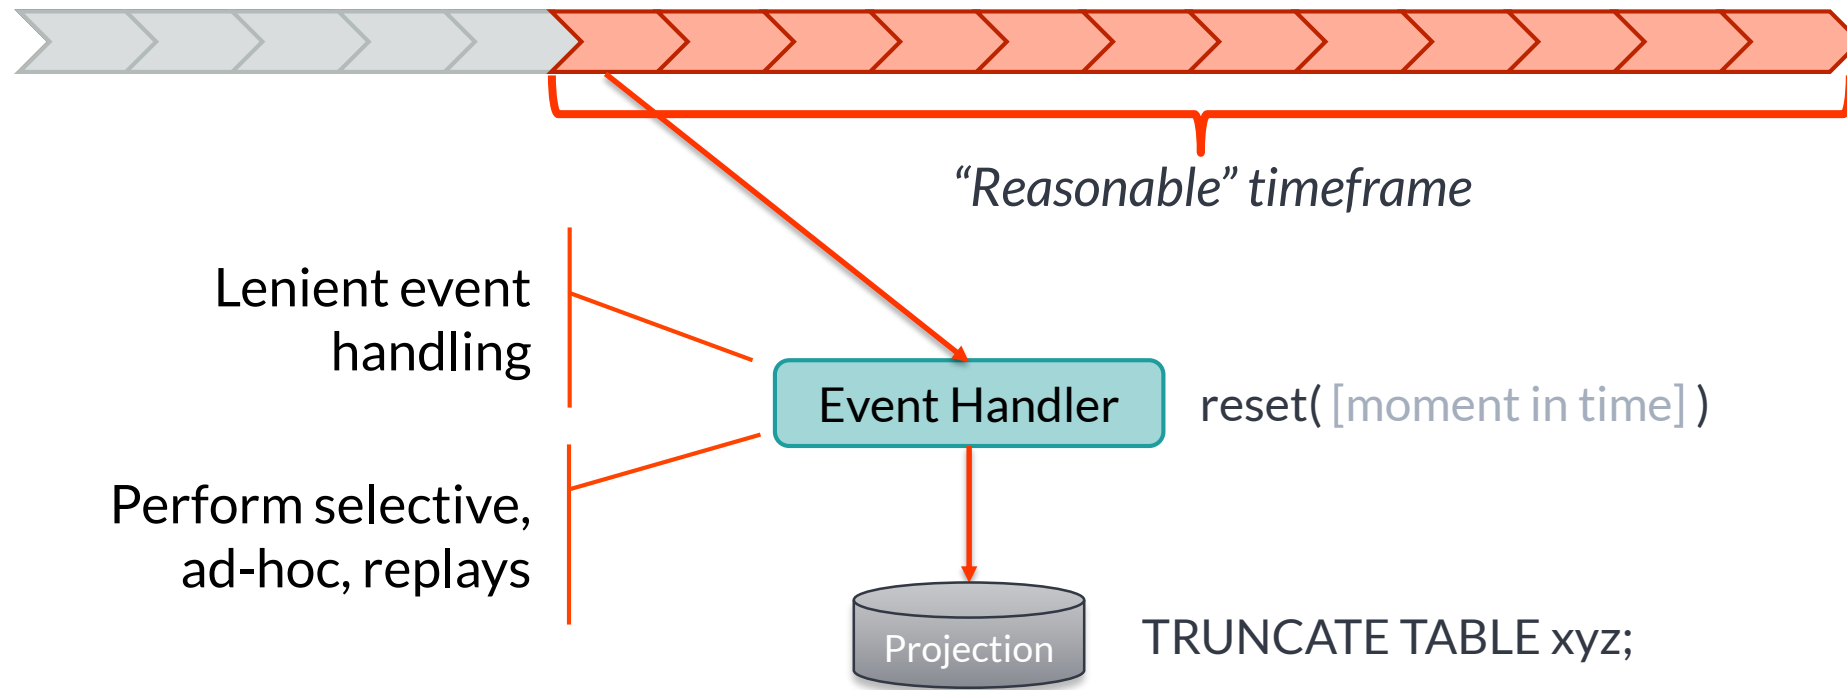 “Reasonable” timeframe
Lenient event
handling
Event Handler
reset( [moment in time] )
Perform selective,
ad-hoc, replays
Projection
TRUNCATE TABLE xyz;